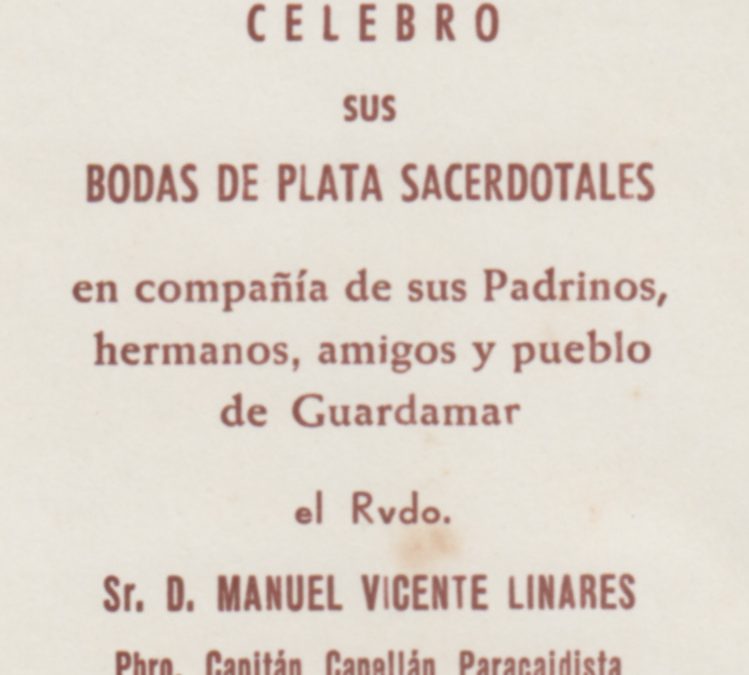 CELEBRO
sus
BODAS DE PLATA SACERDOTALES
en compañía de sus Padrinos,
hermanos, amigos y pueblo
de Guardamar
el Rvdo.
Sr. D. MANUEL VICENTE LINARES
Pbro. Capitán Capellán Paracaidista